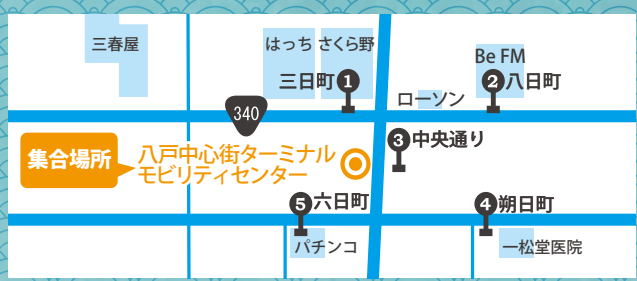 三春屋
はっち
さくら野
Be FM
三日町 1
2 八日町
ローソン
340
3 中央通り
集合場所
八戸中心街ターミナル
モビリティセンター
5 六日町
4 朔日町
パチンコ
一松堂医院